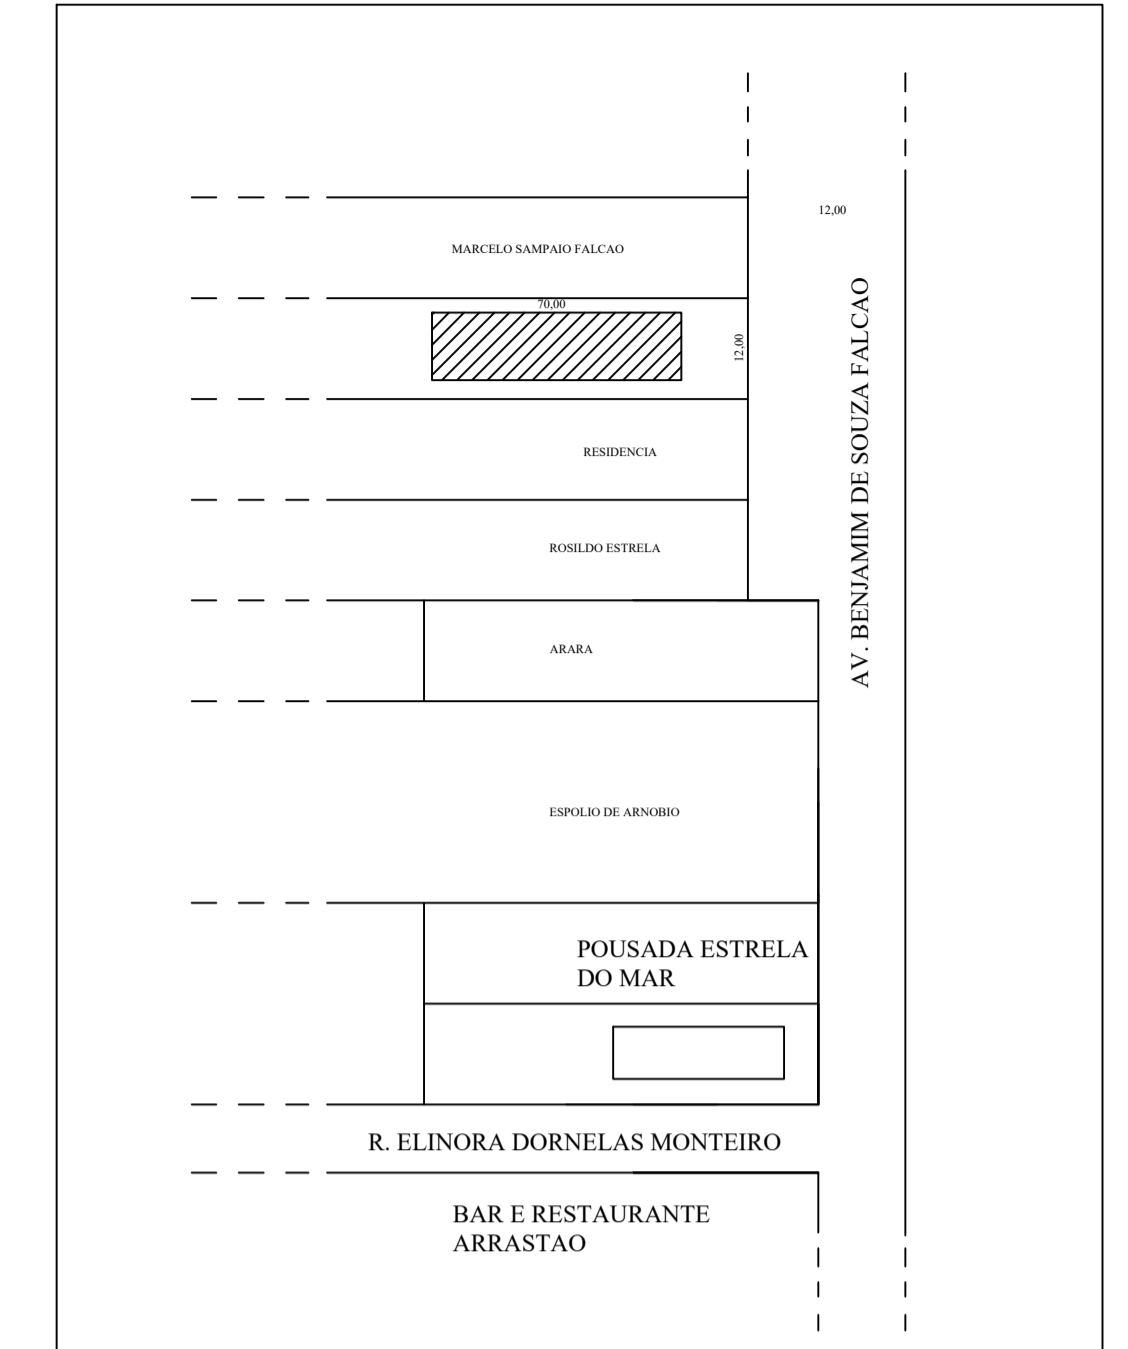 12,00
MARCELO SAMPAIO FALCAO
70,00
12,00
AV. BENJAMIM DE SOUZA FALCAO
RESIDENCIA
ROSILDO ESTRELA
ARARA
ESPOLIO DE ARNOBIO
POUSADA ESTRELA
DO MAR
R. ELINORA DORNELAS MONTEIRO
BAR E RESTAURANTE
ARRASTAO